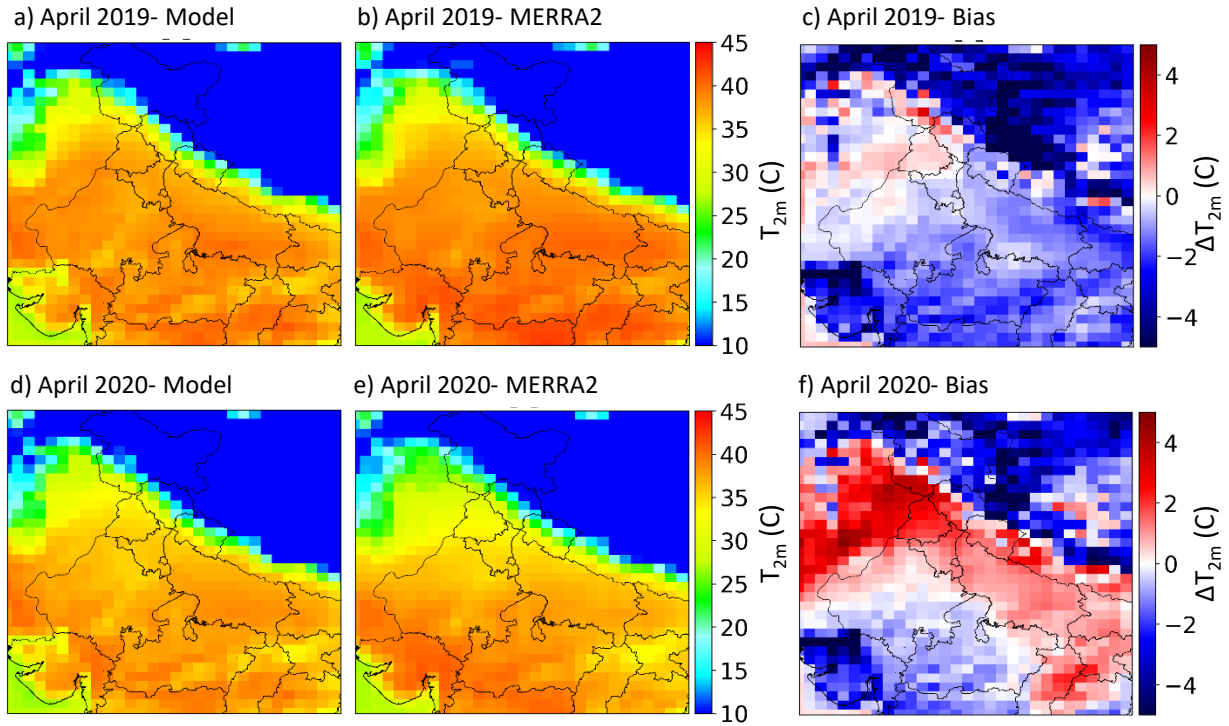 a) April 2019- Model
b) April 2019- MERRA2
c) April 2019- Bias
45
40
35
30
25
20
15
10
T2m (C)
4
2
0
−2
−4
ΔT2m (C)
d) April 2020- Model
e) April 2020- MERRA2
f) April 2020- Bias
45
40
35
30
25
20
15
10
T2m (C)
4
2
0
−2
−4
ΔT2m (C)